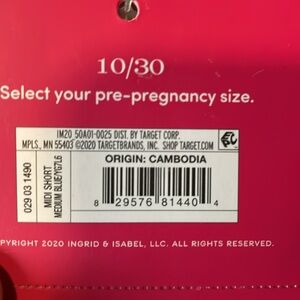 10/30
Select your pre-pregnancy size.
IM20 50A01-0025 DIST. BY TARGET CORP.
MPLS., MN 55403 ©2020 TARGETBRANDS, INC. SHOP TARGET.COM
029 03 1490
MIDI SHORT
MEDIUM BLUE/YG7L6
ORIGIN: CAMBODIA
8 29576 81440 4
PYRIGHT 2020 INGRID & ISABEL, LLC. ALL RIGHTS RESERVED.